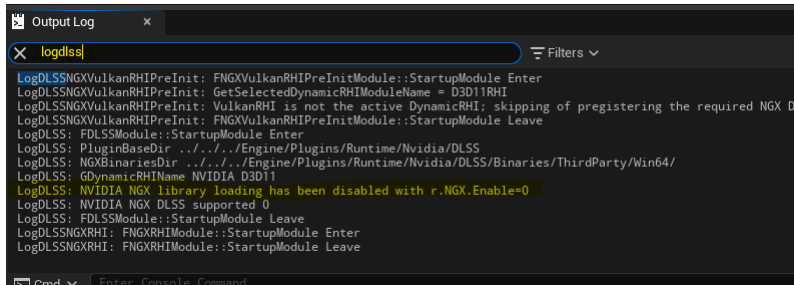 Output Log ×
logdlss
Filters
LogDLSSNGXVulkanRHIPreInit: FNGXVulkanRHIPreInitModule::StartupModule Enter
LogDLSSNGXVulkanRHIPreInit: GetSelectedDynamicRHIModuleName = D3D11RHI
LogDLSSNGXVulkanRHIPreInit: VulkanRHI is not the active DynamicRHI; skipping of pregistering the required NGX D
LogDLSSNGXVulkanRHIPreInit: FNGXVulkanRHIPreInitModule::StartupModule Leave
LogDLSS: FDLSSModule::StartupModule Enter
LogDLSS: PluginBaseDir ../../../Engine/Plugins/Runtime/Nvidia/DLSS
LogDLSS: NGXBinariesDir ../../../Engine/Plugins/Runtime/Nvidia/DLSS/Binaries/ThirdParty/Win64/
LogDLSS: GDynamicRHIName NVIDIA D3D11
LogDLSS: NVIDIA NGX library loading has been disabled with r.NGX.Enable=0
LogDLSS: NVIDIA NGX DLSS supported 0
LogDLSS: FDLSSModule::StartupModule Leave
LogDLSSNGXRHI: FNGXRHIModule::StartupModule Enter
LogDLSSNGXRHI: FNGXRHIModule::StartupModule Leave
Cmd Enter Console Command